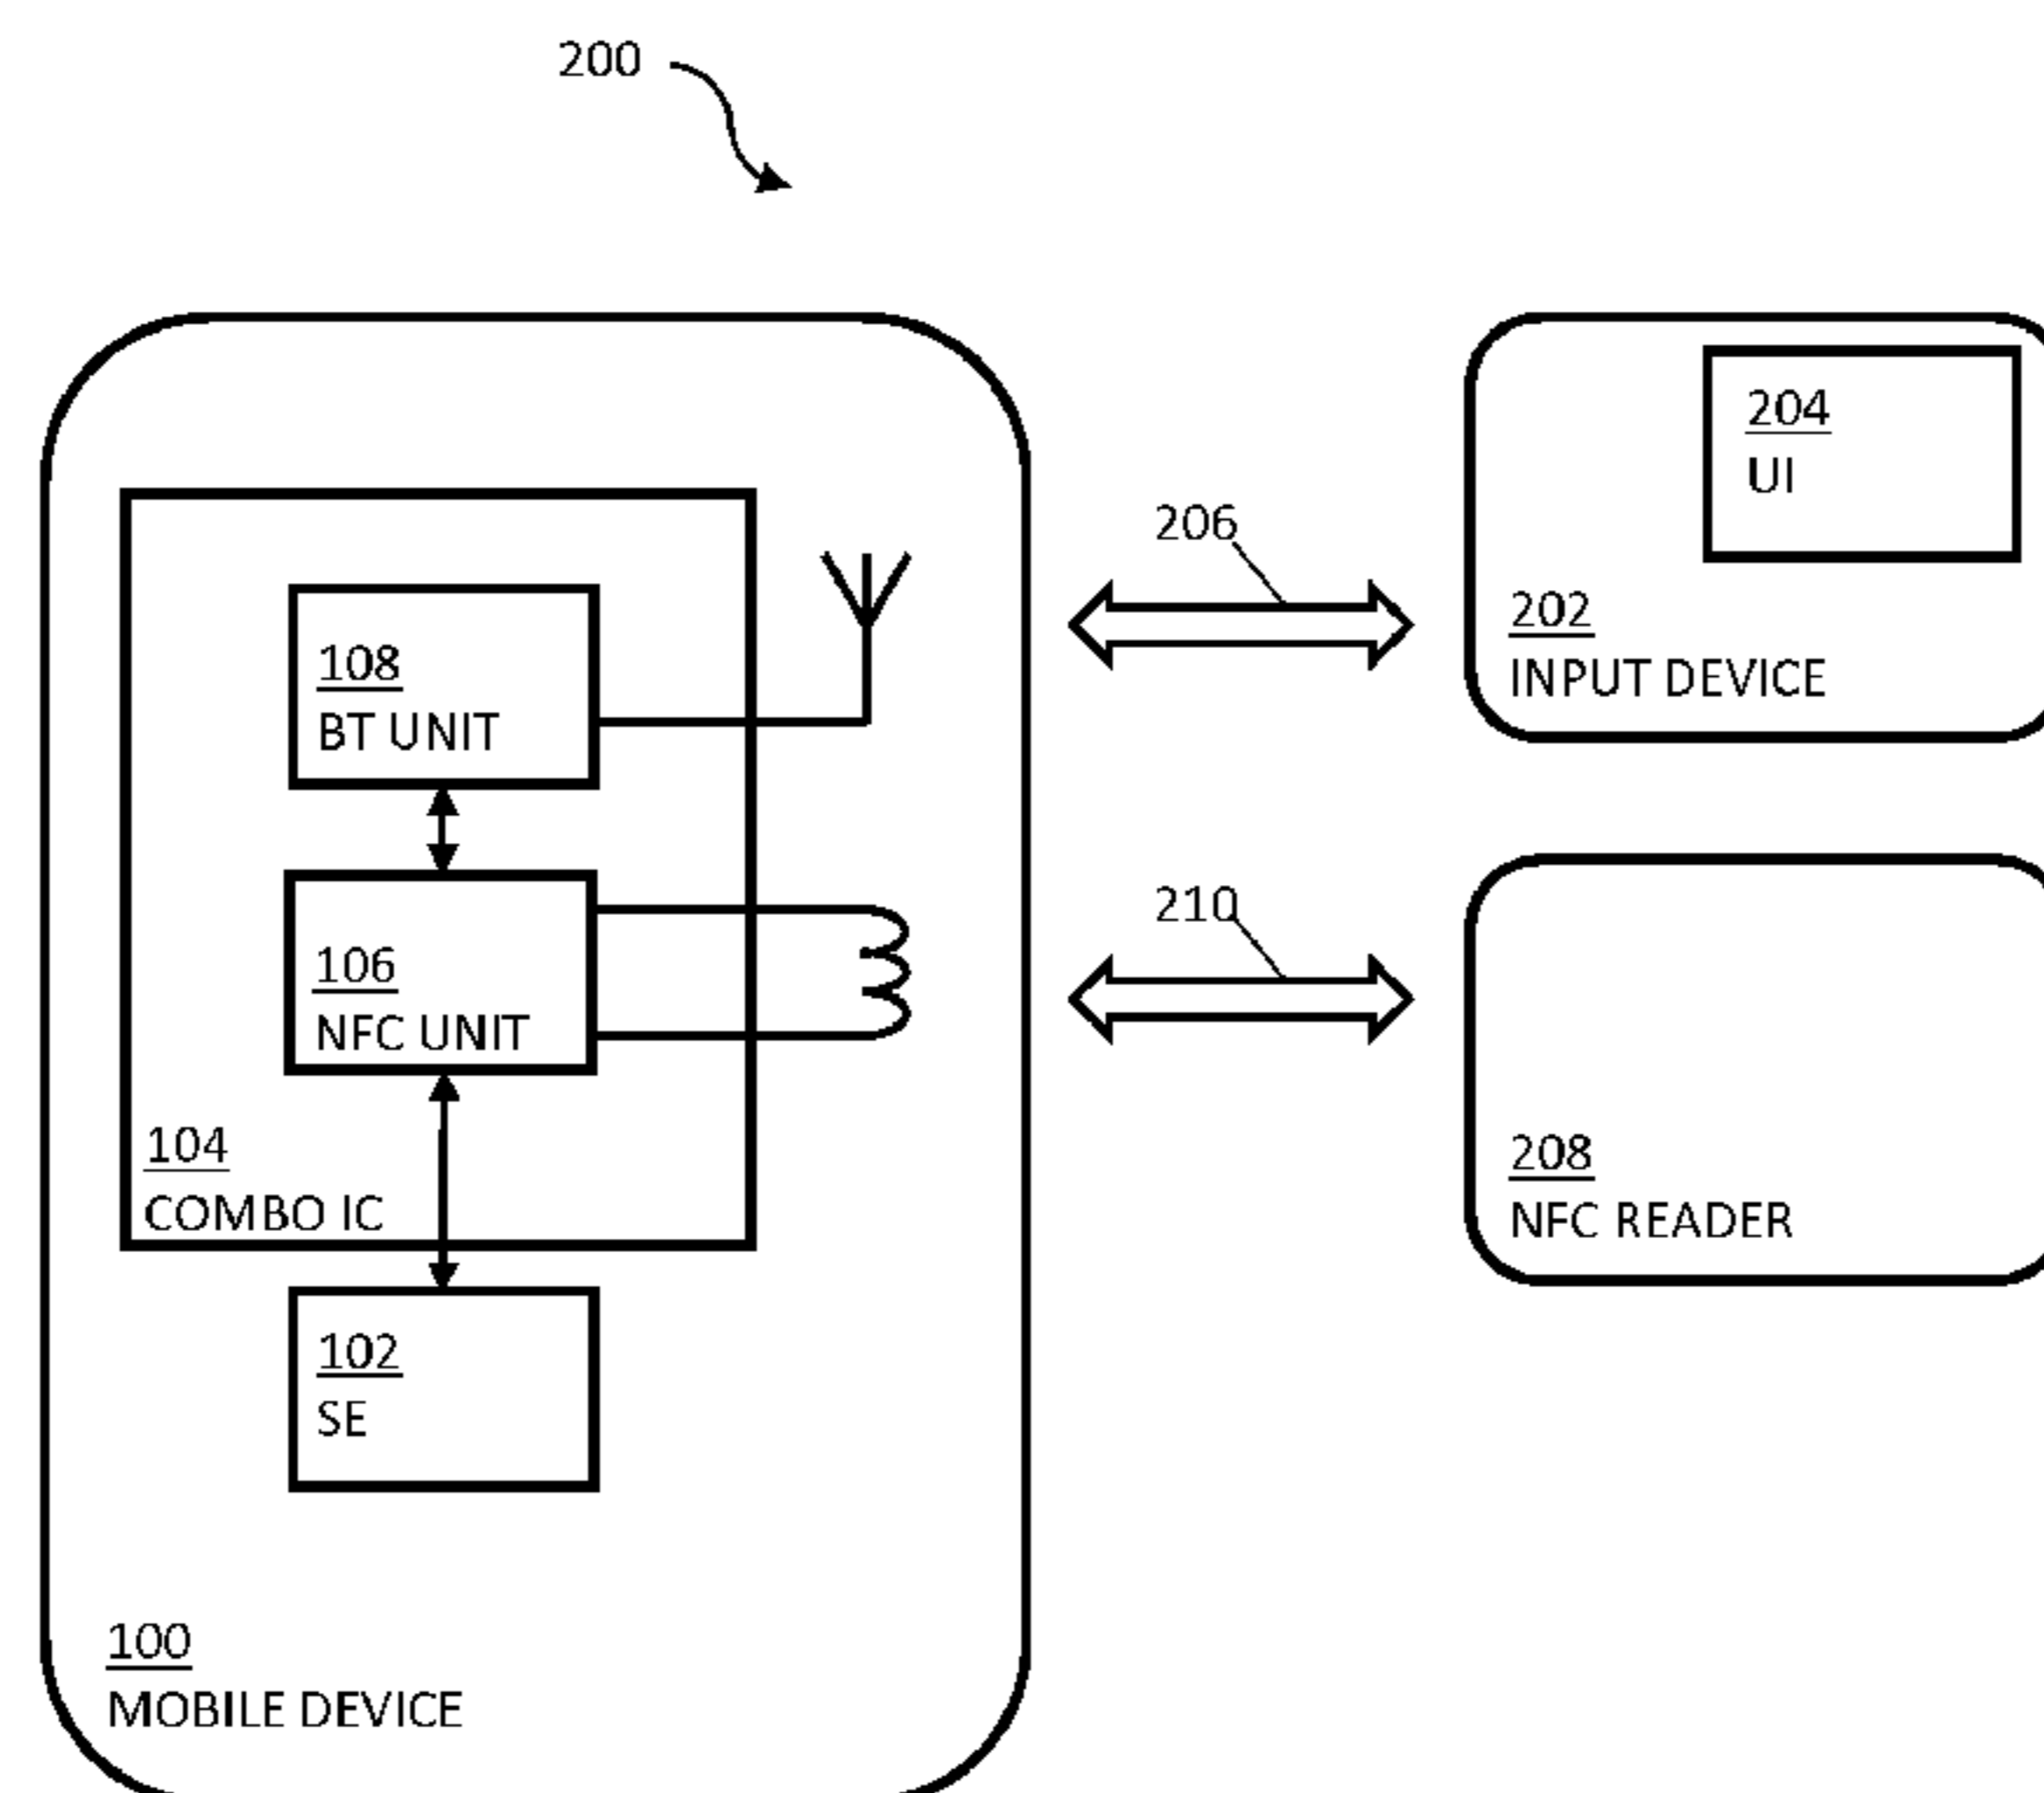 200
204
UI
206
202
INPUT DEVICE
108
BT UNIT
210
106
NFC UNIT
104
COMBO IC
208
NFC READER
102
SE
100
MOBILE DEVICE